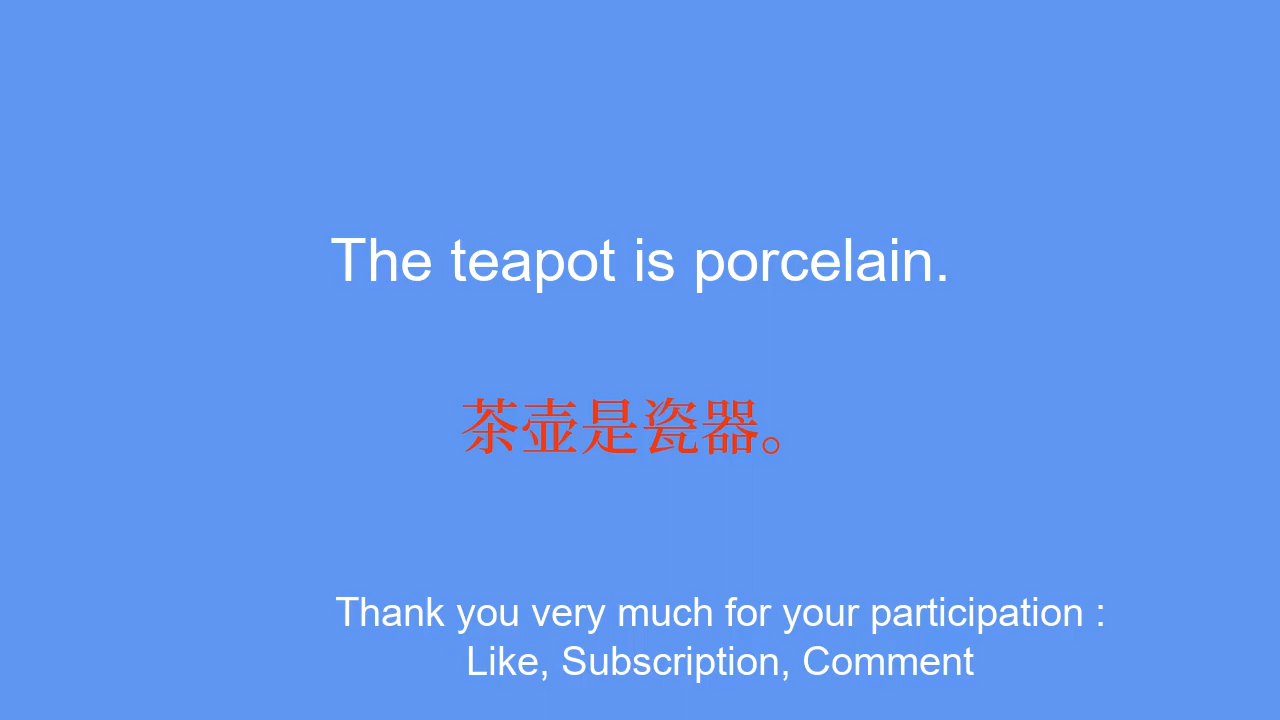 The teapot is porcelain.
茶壶是瓷器。
Thank you very much for your participation :
Like, Subscription, Comment